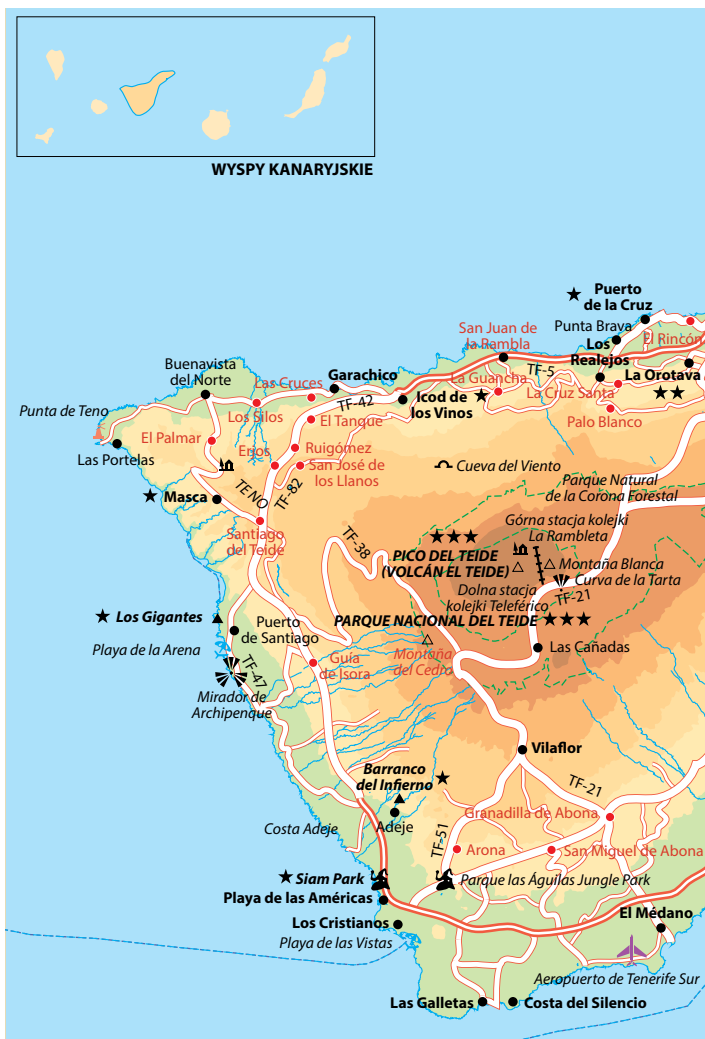 WYSPY KANARYJSKIE
Puerto
de la Cruz
San Juan de
la Rambla
Punta Brava
El Rincón
Los
Realejos
Buenavista
del Norte
Garachico
TF-5
La Orotava
Las Cruces
La Guancha
La Cruz Santa
TF-42
Icod de
los Vinos
Punta de Teno
Los Silos
El Tanque
Palo Blanco
El Palmar
Erjos
Ruigómez
Las Portelas
San José de
los Llanos
Cueva del Viento
TENO
TF-82
Parque Natural
de la Corona Forestal
Masca
Górna stacja kolejki
La Rambleta
Santiago
del Teide
TF-38
PICO DEL TEIDE
(VOLCÁN EL TEIDE)
Montaña Blanca
Curva de la Tarta
Dolna stacja
kolejki Teleférico
TF-21
Los Gigantes
PARQUE NACIONAL DEL TEIDE
Puerto
de Santiago
Playa de la Arena
Las Cañadas
Montaña
del Cedro
Guía
de Isora
TF-47
Mirador de
Archipenque
Vilaflor
Barranco
del Infierno
TF-21
Granadilla de Abona
Costa Adeje
Adeje
TF-51
Arona
San Miguel de Abona
Siam Park
Parque las Águilas Jungle Park
Playa de las Américas
Los Cristianos
El Médano
Playa de las Vistas
Aeropuerto de Tenerife Sur
Las Galletas
Costa del Silencio